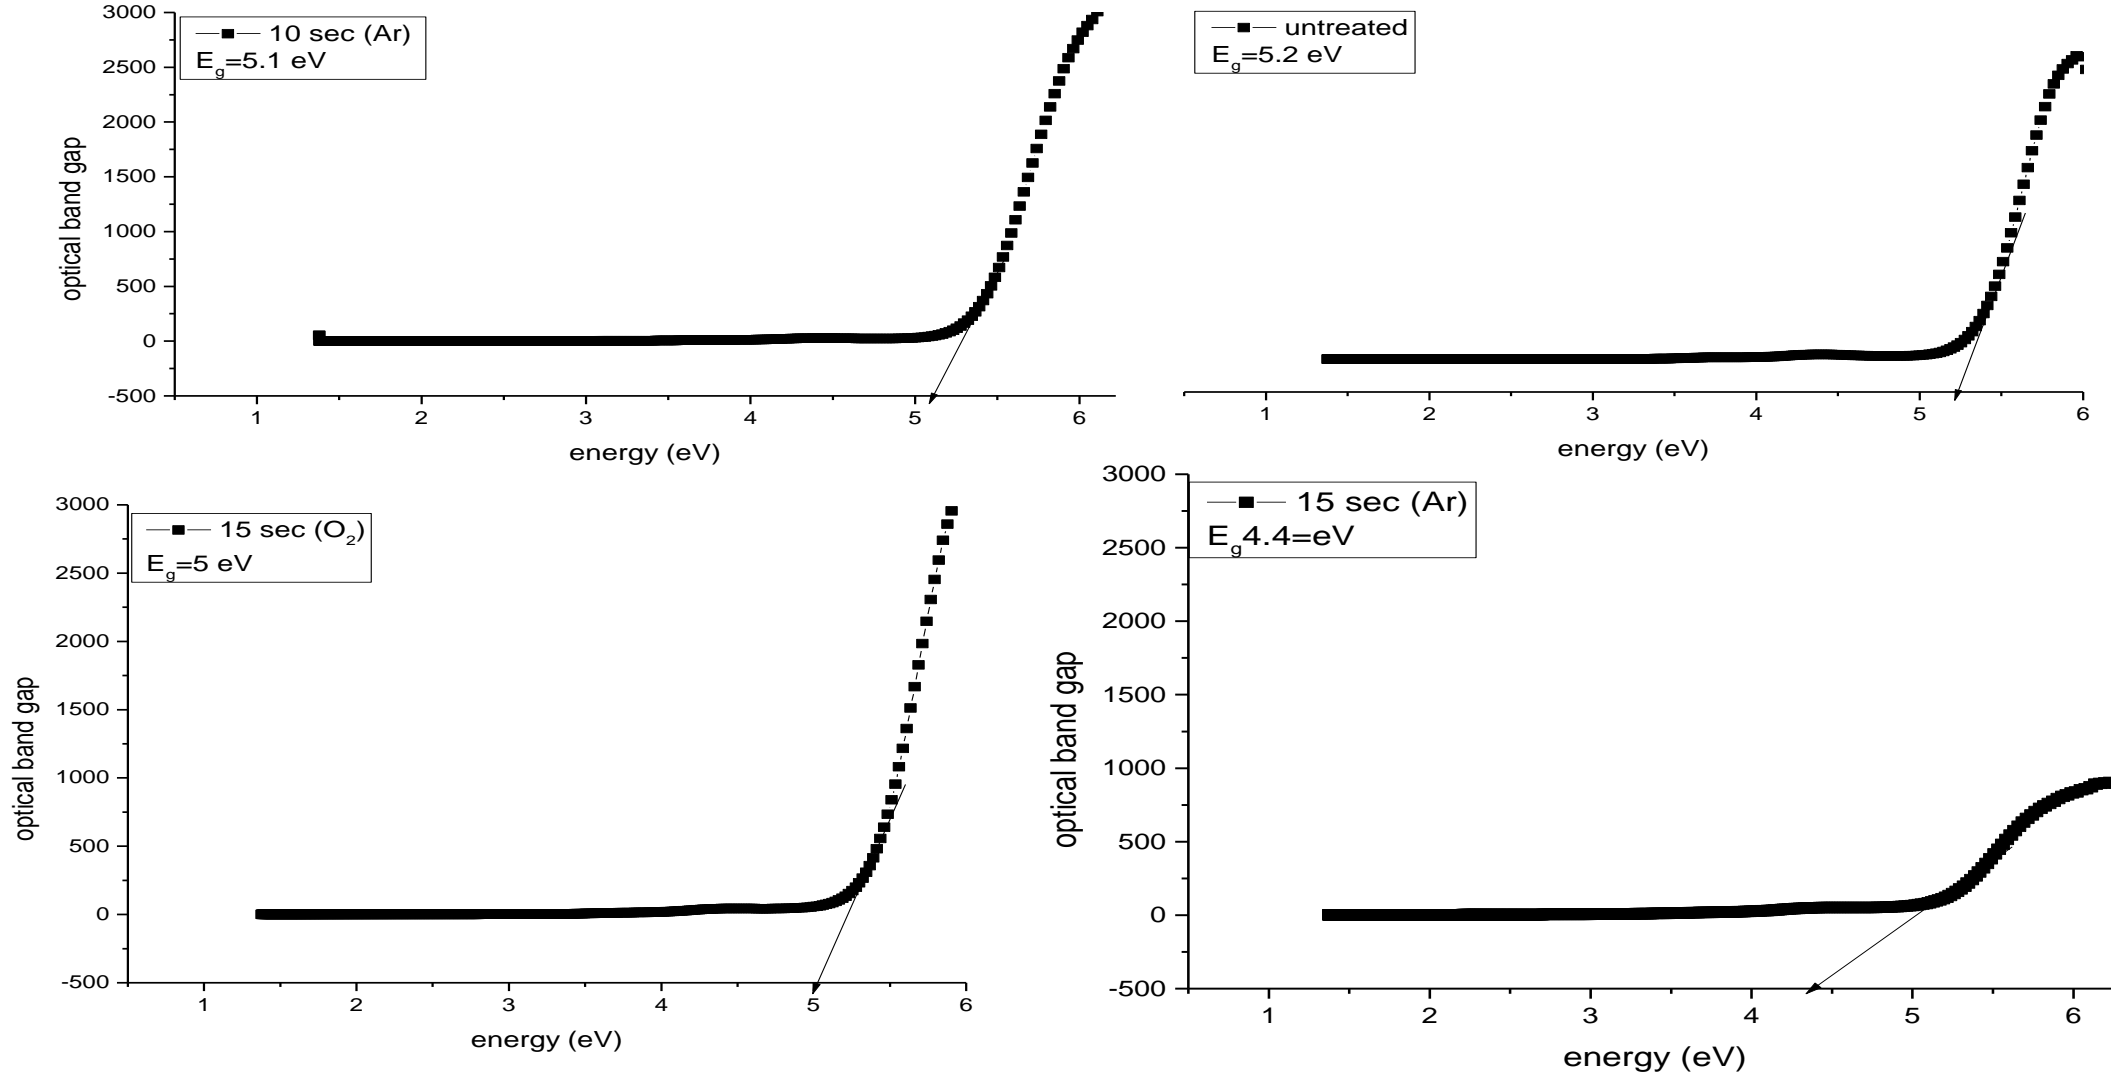 10 sec (Ar)
E_g=5.1 eV
3000
2500
2000
1500
1000
500
0
-500
optical band gap
1 2 3 4 5 6
energy (eV)
untreated
E_g=5.2 eV
1 2 3 4 5 6
energy (eV)
15 sec (O₂)
E_g=5 eV
3000
2500
2000
1500
1000
500
0
-500
optical band gap
1 2 3 4 5 6
energy (eV)
15 sec (Ar)
E_g4.4=eV
3000
2500
2000
1500
1000
500
0
-500
optical band gap
1 2 3 4 5 6
energy (eV)